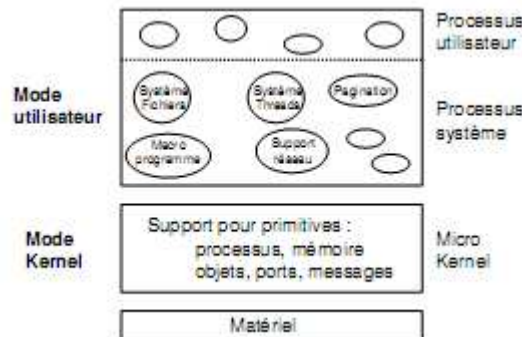 Processus
utilisateur
Mode
utilisateur
Système
Fichiers
Système
Threads
Pagination
Macro
programme
Support
réseau
Processus
système
Mode
Kernel
Support pour primitives :
processus, mémoire
objets, ports, messages
Micro
Kernel
Matériel